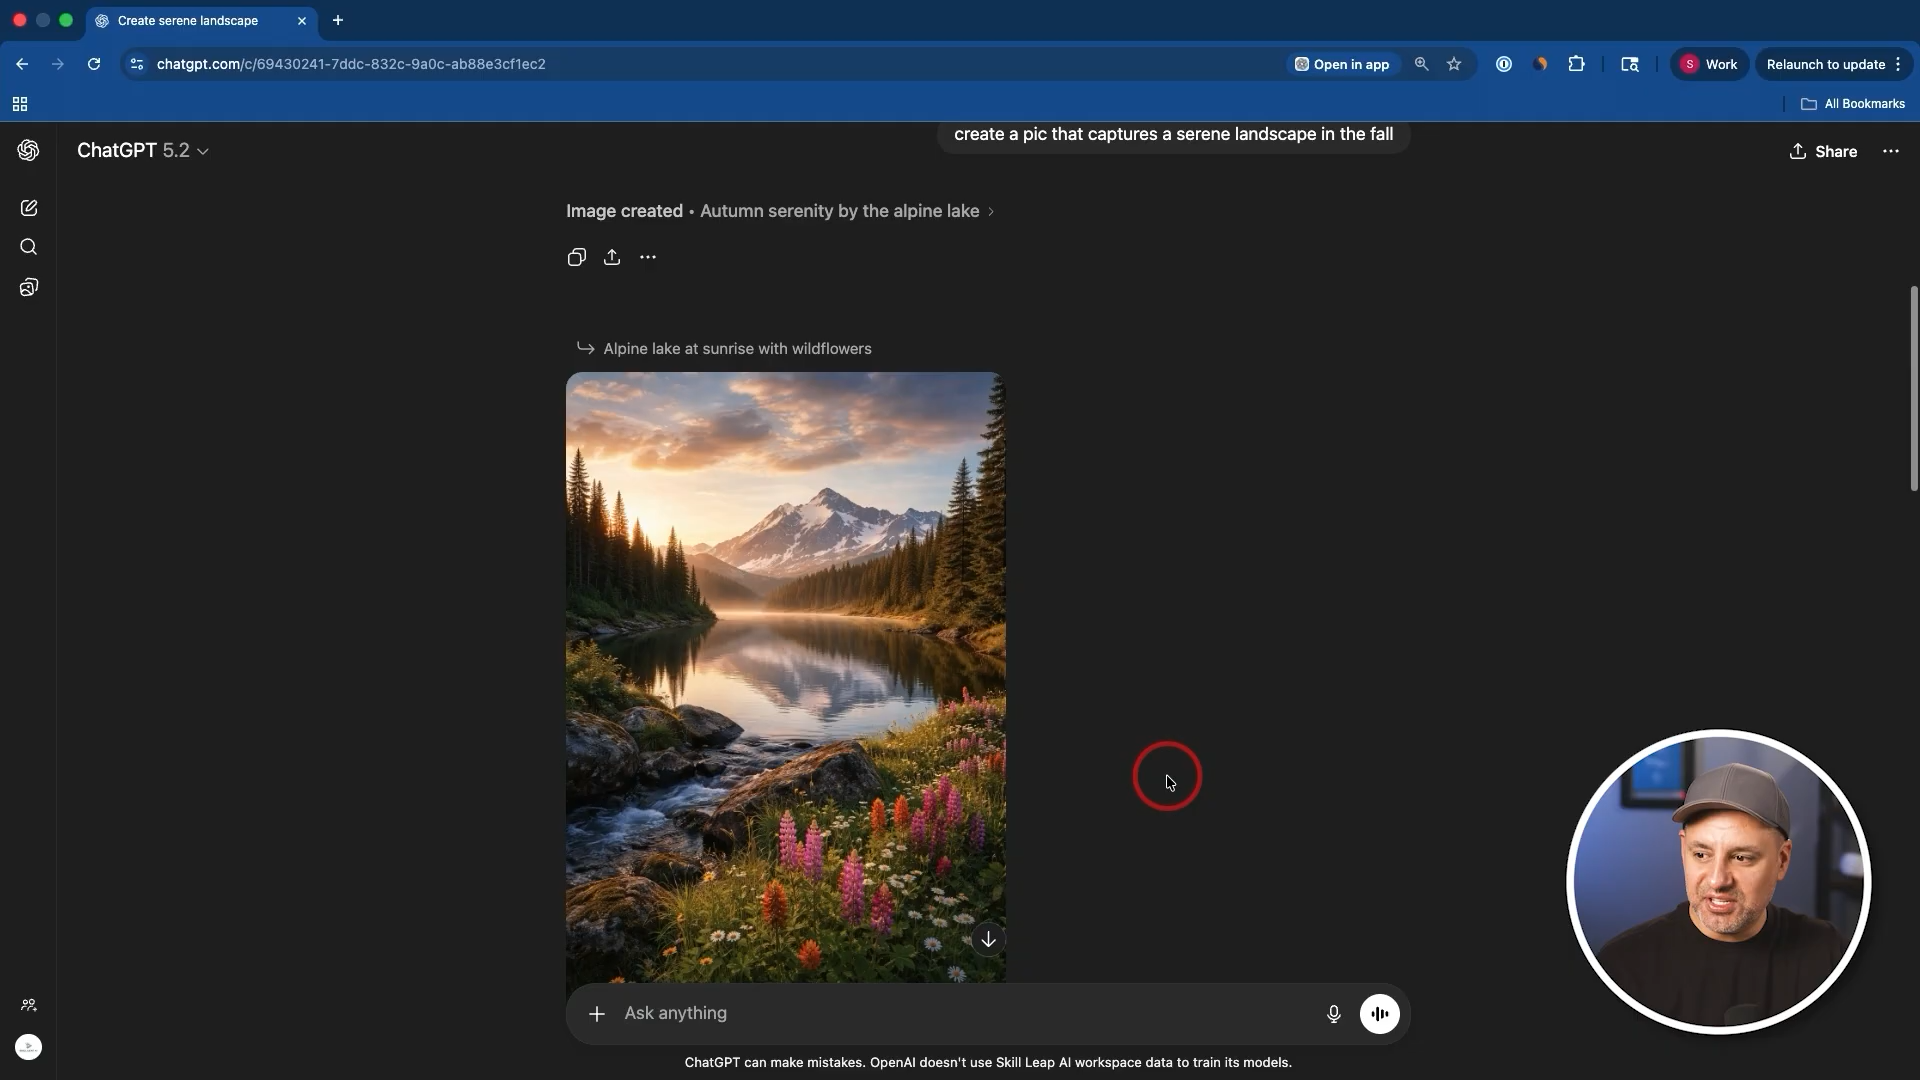 Create serene landscape
chatgpt.com/c/69430241-7ddc-832c-9a0c-ab88e3cf1ec2
Open in app
S
Work
Relaunch to update
All Bookmarks
ChatGPT 5.2
create a pic that captures a serene landscape in the fall
Share
Image created • Autumn serenity by the alpine lake
Alpine lake at sunrise with wildflowers
Ask anything
ChatGPT can make mistakes. OpenAI doesn't use Skill Leap AI workspace data to train its models.